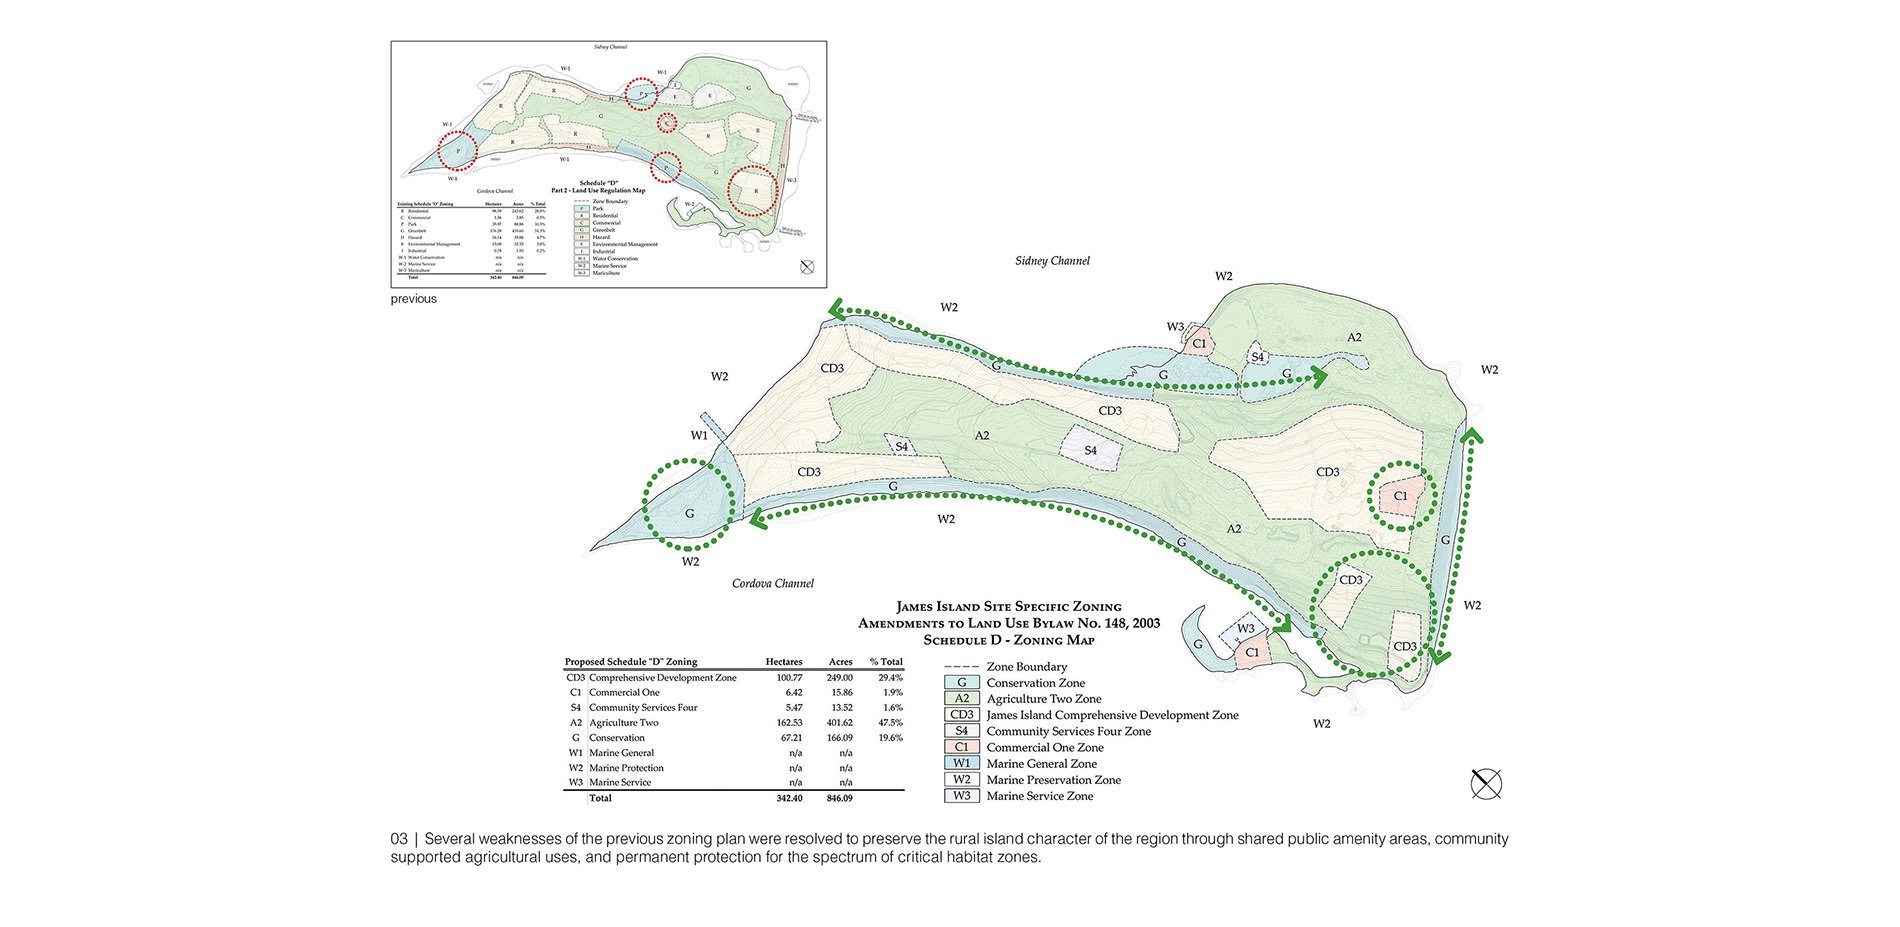 Sidney Channel
W-1
W-1
SAND
SAND
R
R
H
P
I
E
E
G
R
G
C
W-1
R
R
R
P
R
H
SAND
W-1
P
G
H
W-3
R
W-1
W-2
Cordova Channel
Schedule "D"
Part 2 - Land Use Regulation Map
Existing Schedule "D" Zoning Hectares Acres % Total
R Residential 98.59 243.62 28.8%
C Commercial 1.56 3.85 0.5%
P Park 35.97 88.88 10.5%
G Greenbelt 176.28 435.60 51.5%
H Hazard 16.14 39.88 4.7%
E Environmental Management 13.08 32.32 3.8%
I Industrial 0.78 1.93 0.2%
W-1 Water Conservation n/a n/a
W-2 Marine Service n/a n/a
W-3 Mariculture n/a n/a
Total 342.40 846.09
Zone Boundary
P Park
R Residential
C Commercial
G Greenbelt
H Hazard
E Environmental Management
I Industrial
W-1 Water Conservation
W-2 Marine Service
W-3 Mariculture
previous
Sidney Channel
W2
W2
W3
C1
A2
S4
W2
CD3
G
G
G
W2
W2
CD3
W1
S4
A2
S4
CD3
CD3
C1
G
G
W2
A2
G
G
W2
CD3
Cordova Channel
W2
G
W3
C1
CD3
W2
James Island Site Specific Zoning
Amendments to Land Use Bylaw No. 148, 2003
Schedule D - Zoning Map
Proposed Schedule "D" Zoning Hectares Acres % Total
CD3 Comprehensive Development Zone 100.77 249.00 29.4%
C1 Commercial One 6.42 15.86 1.9%
S4 Community Services Four 5.47 13.52 1.6%
A2 Agriculture Two 162.53 401.62 47.5%
G Conservation 67.21 166.09 19.6%
W1 Marine General n/a n/a
W2 Marine Protection n/a n/a
W3 Marine Service n/a n/a
Total 342.40 846.09
Zone Boundary
G Conservation Zone
A2 Agriculture Two Zone
CD3 James Island Comprehensive Development Zone
S4 Community Services Four Zone
C1 Commercial One Zone
W1 Marine General Zone
W2 Marine Preservation Zone
W3 Marine Service Zone
03 | Several weaknesses of the previous zoning plan were resolved to preserve the rural island character of the region through shared public amenity areas, community
supported agricultural uses, and permanent protection for the spectrum of critical habitat zones.